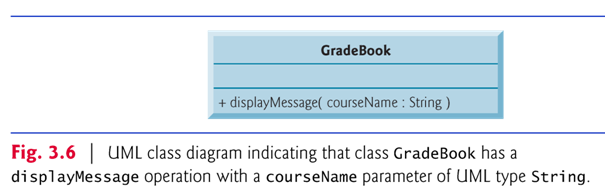 GradeBook
+ displayMessage( courseName : String )
Fig. 3.6 | UML class diagram indicating that class GradeBook has a
displayMessage operation with a courseName parameter of UML type String.